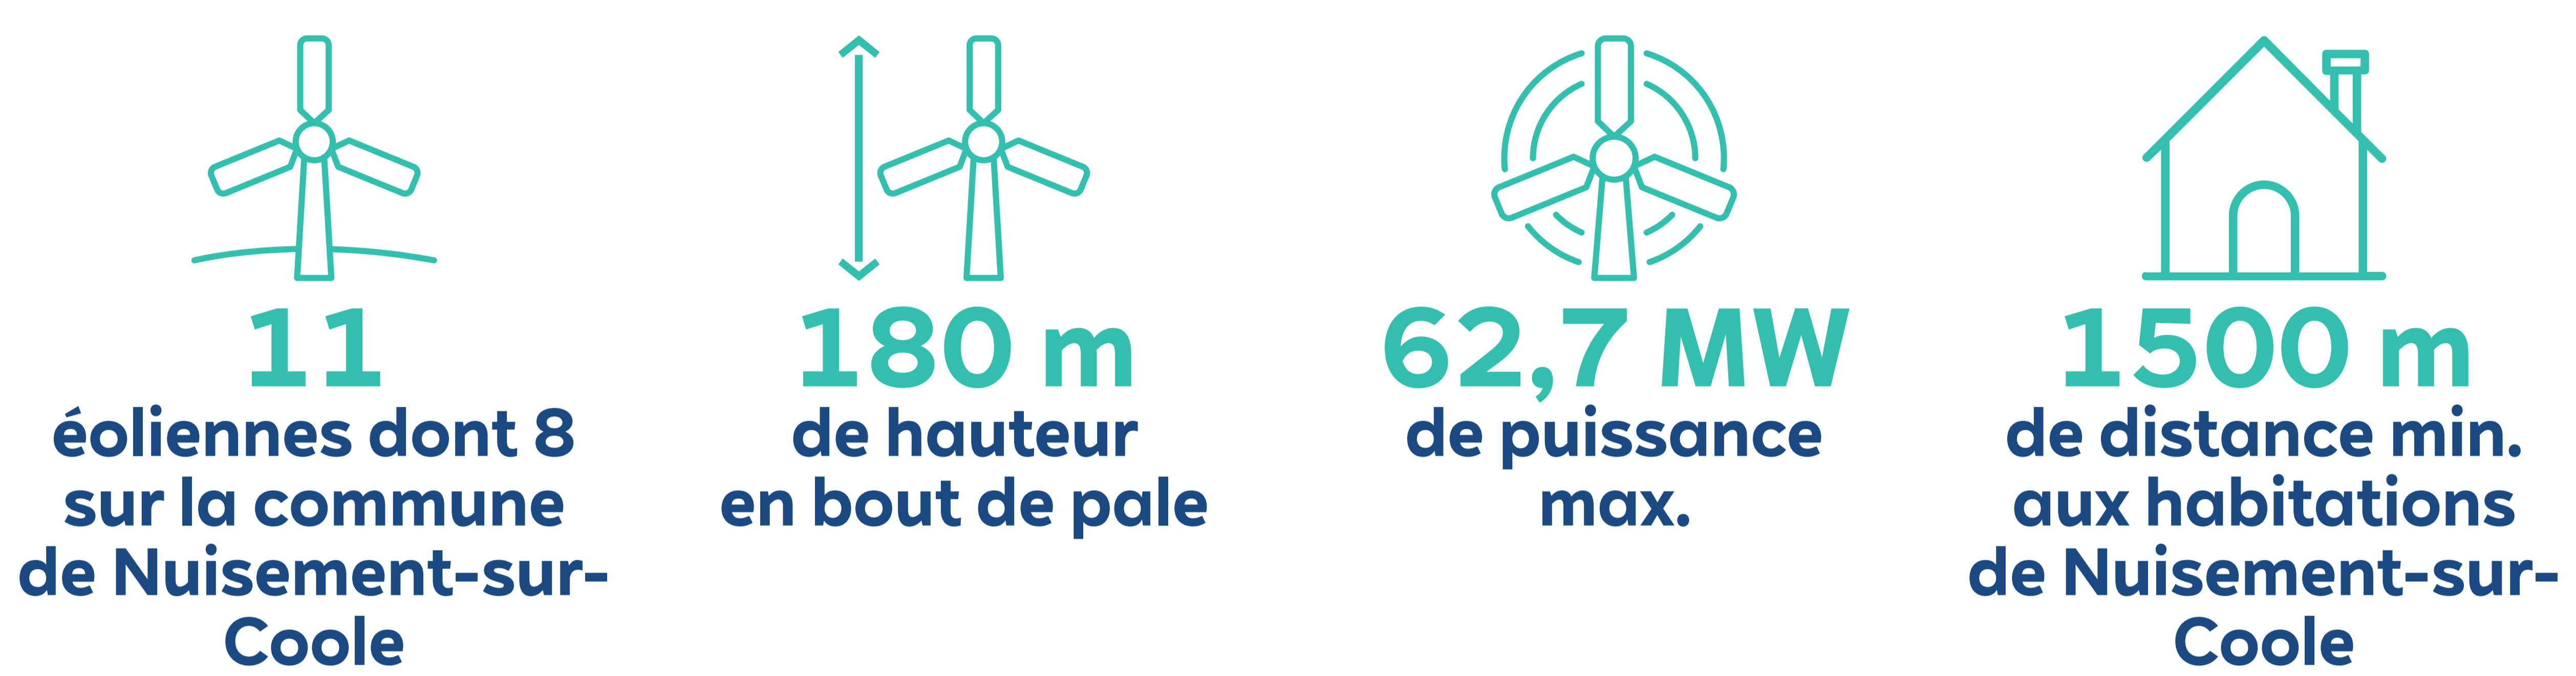 11
éoliennes dont 8
sur la commune
de Nuisement-sur-
Coole
180 m
de hauteur
en bout de pale
62,7 MW
de puissance
max.
1500 m
de distance min.
aux habitations
de Nuisement-sur-
Coole